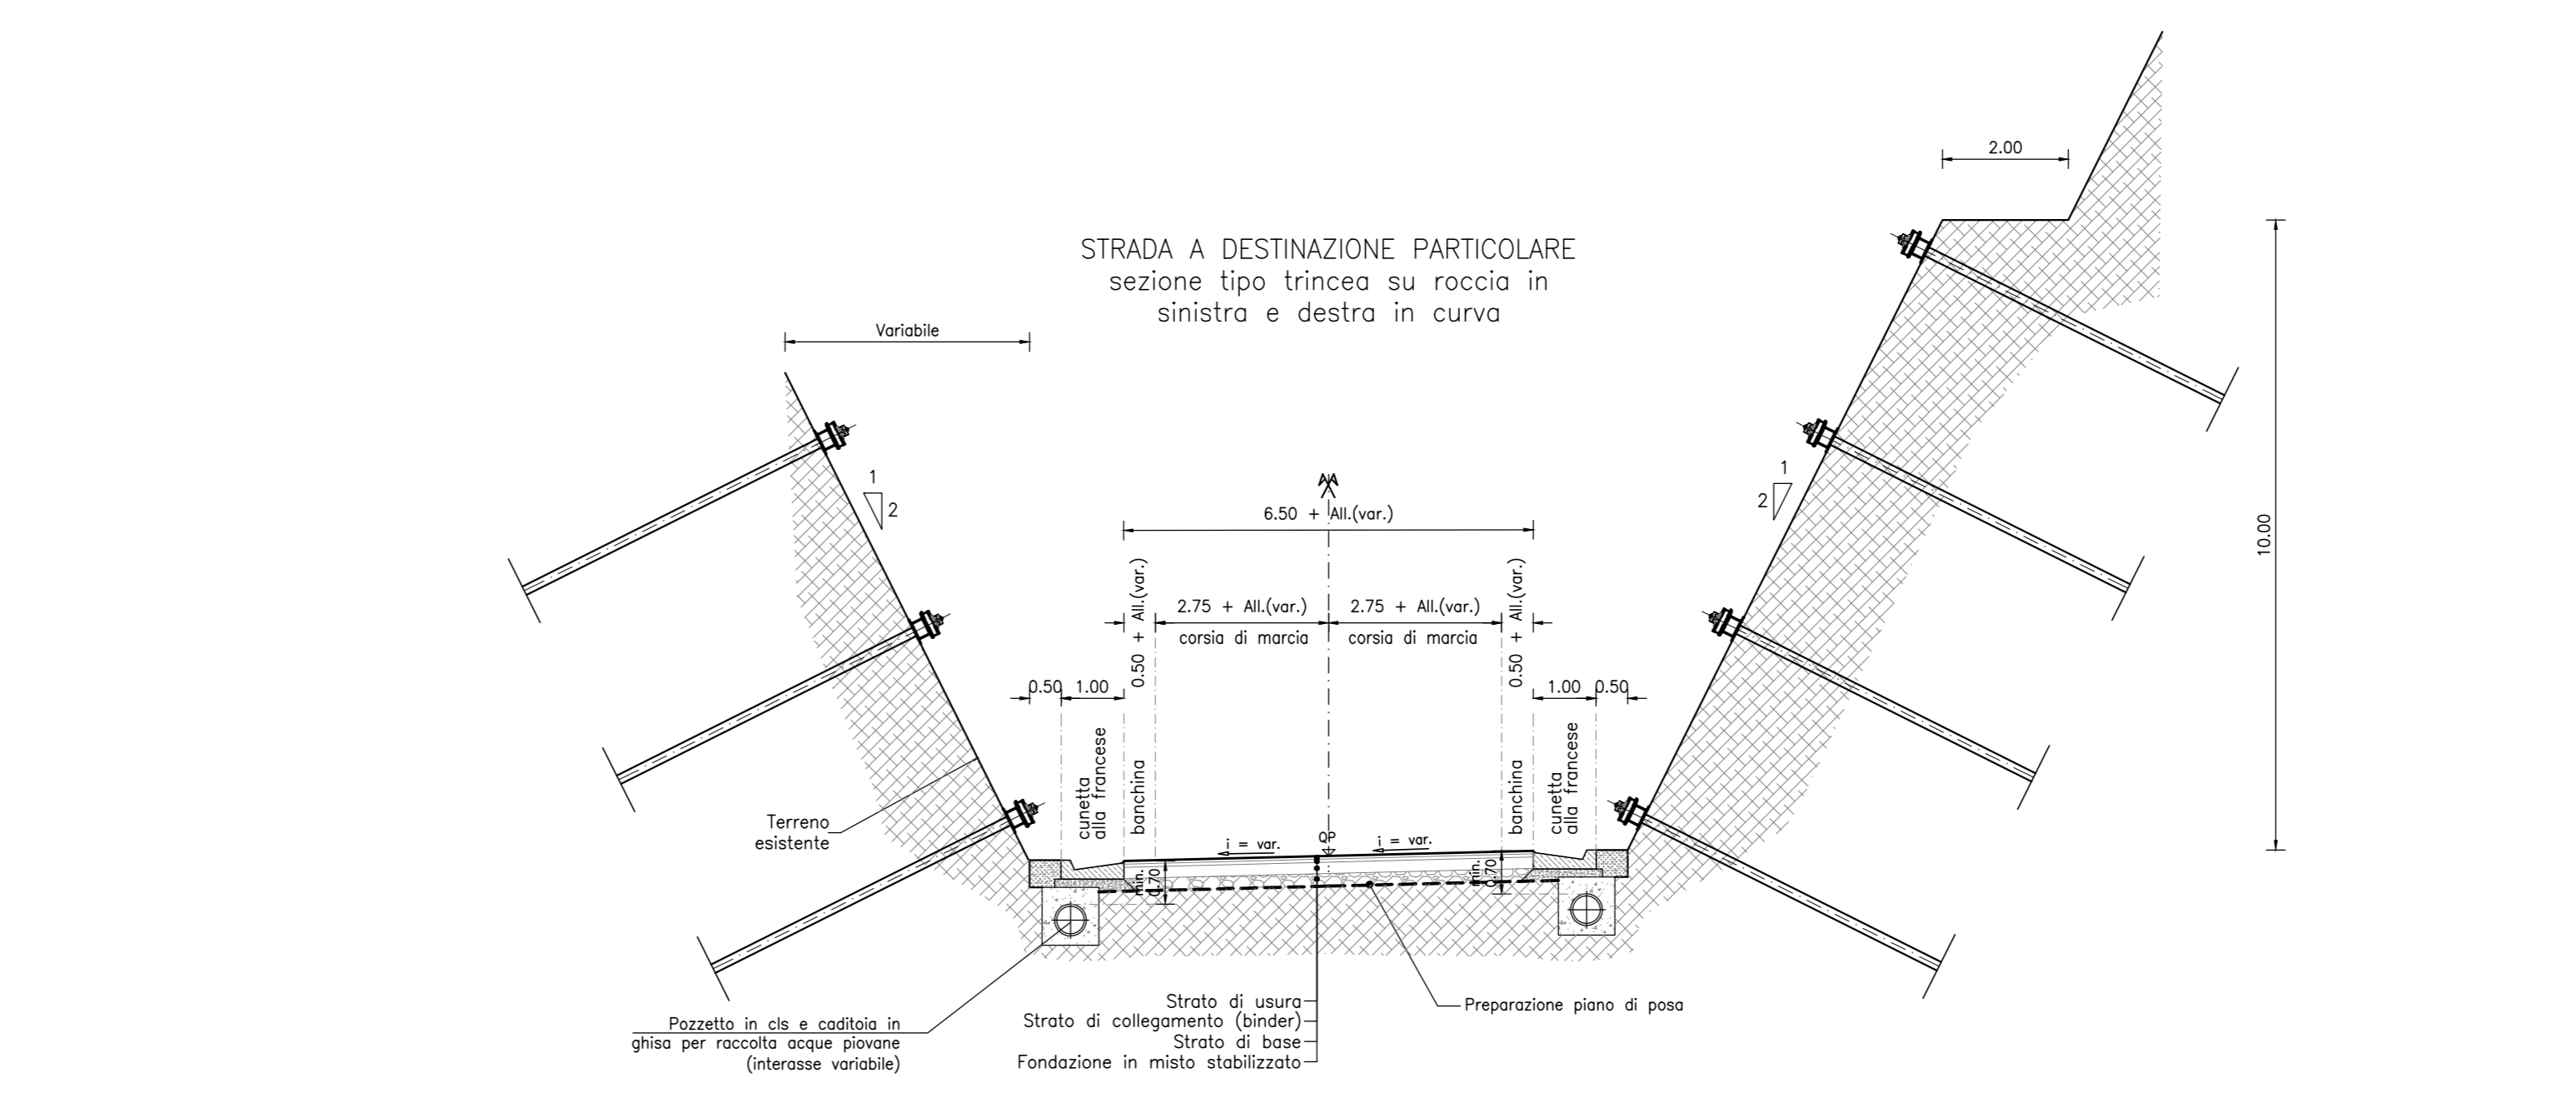 2.00
STRADA A DESTINAZIONE PARTICOLARE
sezione tipo trincea su roccia in
sinistra e destra in curva
Variabile
1
2
1
2
10.00
6.50 + All.(var.)
0.50 + All.(var.)
2.75 + All.(var.)
corsia di marcia
2.75 + All.(var.)
corsia di marcia
0.50 + All.(var.)
0.50
1.00
1.00
0.50
cunetta
alla francese
banchina
banchina
cunetta
alla francese
Terreno
esistente
i = var.
QP
i = var.
min.
0.70
min.
0.70
Strato di usura
Strato di collegamento (binder)
Strato di base
Fondazione in misto stabilizzato
Preparazione piano di posa
Pozzetto in cls e caditoia in
ghisa per raccolta acque piovane
(interasse variabile)